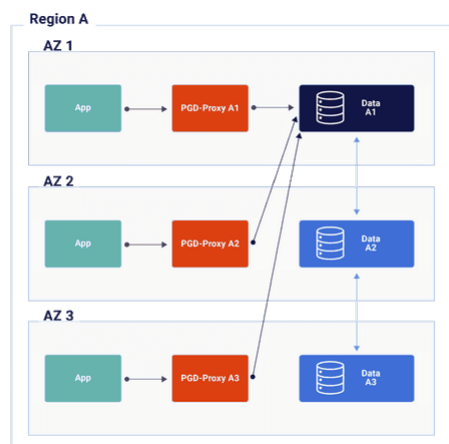 Region A
AZ 1
App
PGD-Proxy A1
Data
A1
AZ 2
App
PGD-Proxy A2
Data
A2
AZ 3
App
PGD-Proxy A3
Data
A3